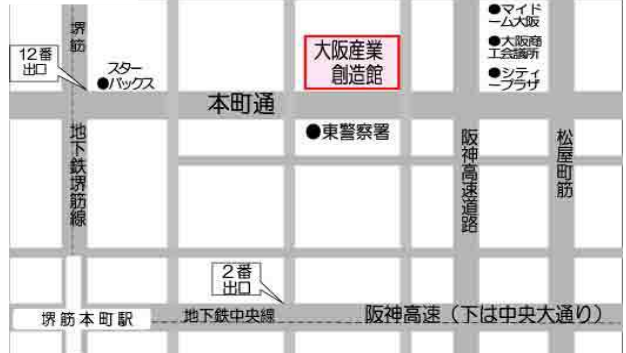 堺筋
●マイド
ーム大阪
●大阪商
工会議所
●シティ
ープラザ
大阪産業
創造館
12番
出口
スター
●バックス
本町通
●東警察署
地下鉄堺筋線
阪神高速道路
松屋町筋
2番
出口
堺筋本町駅
地下鉄中央線
阪神高速（下は中央大通り）